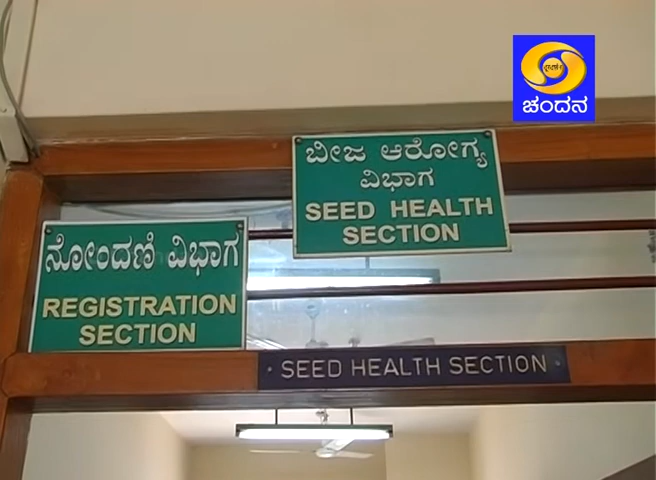 ಚಂದನ
ಬೀಜ ಆರೋಗ್ಯ
ವಿಭಾಗ
SEED HEALTH
SECTION
ನೋಂದಣಿ ವಿಭಾಗ
REGISTRATION
SECTION
SEED HEALTH SECTION